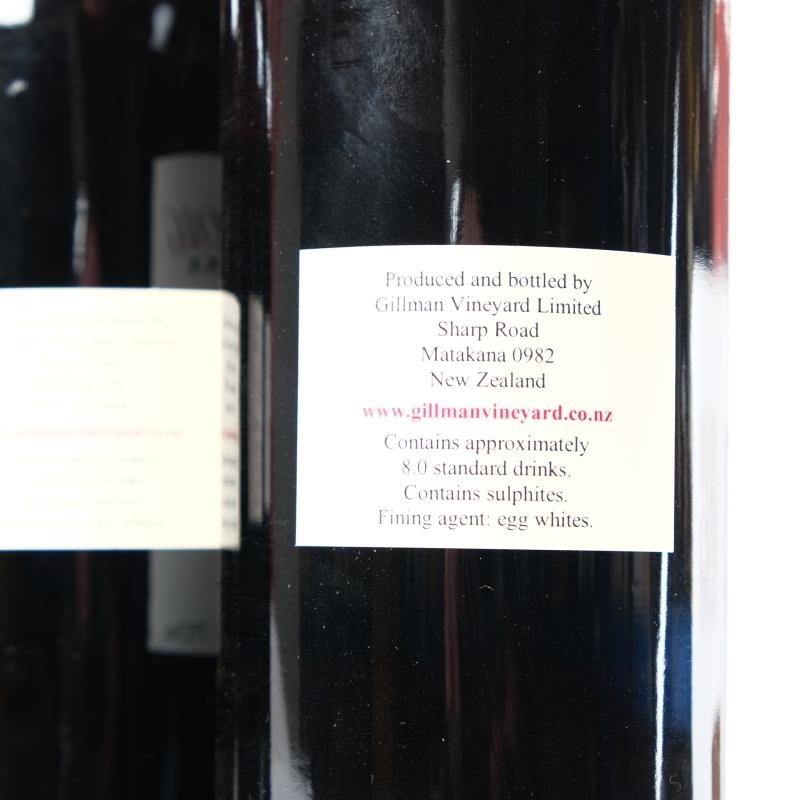 Produced and bottled by
Gillman Vineyard Limited
Sharp Road
Matakana 0982
New Zealand
www.gillmanvineyard.co.nz
Contains approximately
8.0 standard drinks.
Contains sulphites.
Fining agent: egg whites.